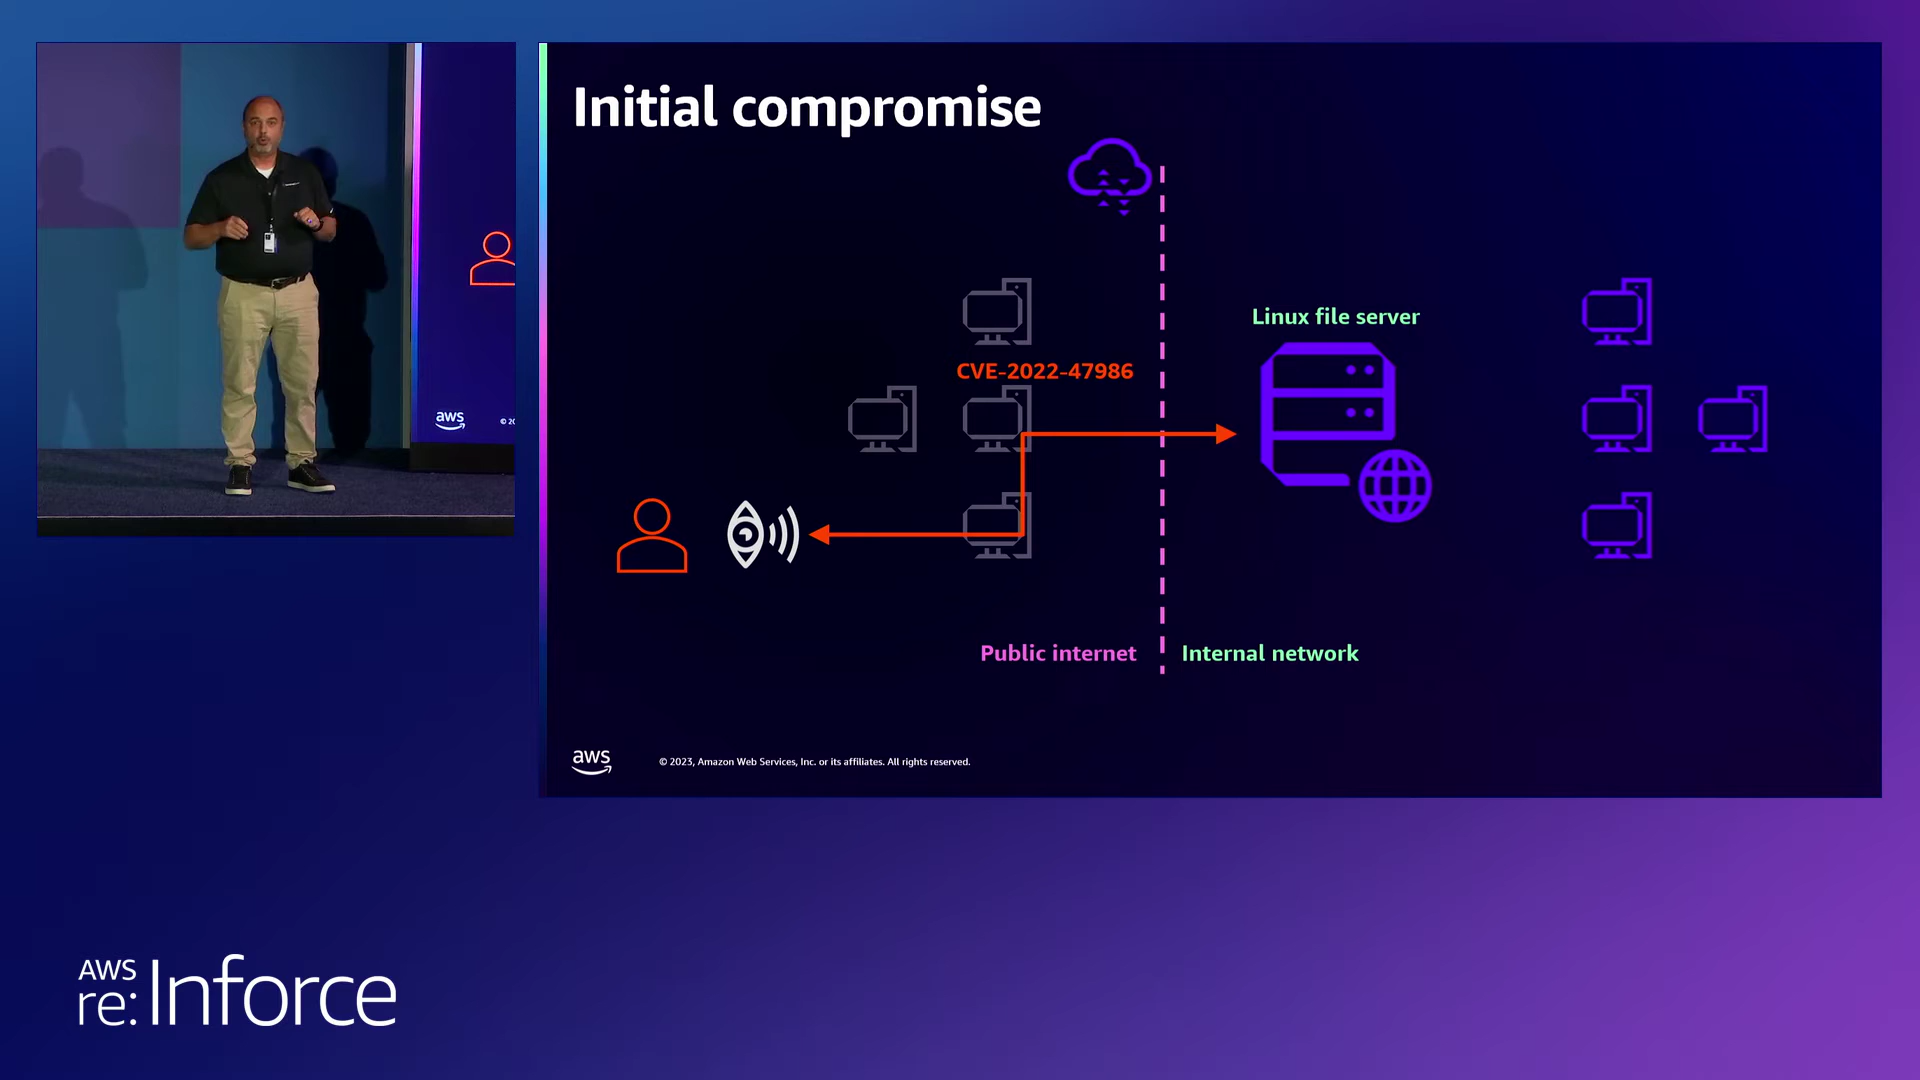 Initial compromise
Linux file server
CVE-2022-47986
Public internet
Internal network
aws
© 2023, Amazon Web Services, Inc. or its affiliates. All rights reserved.
aws
© 20
AWS
re:Inforce